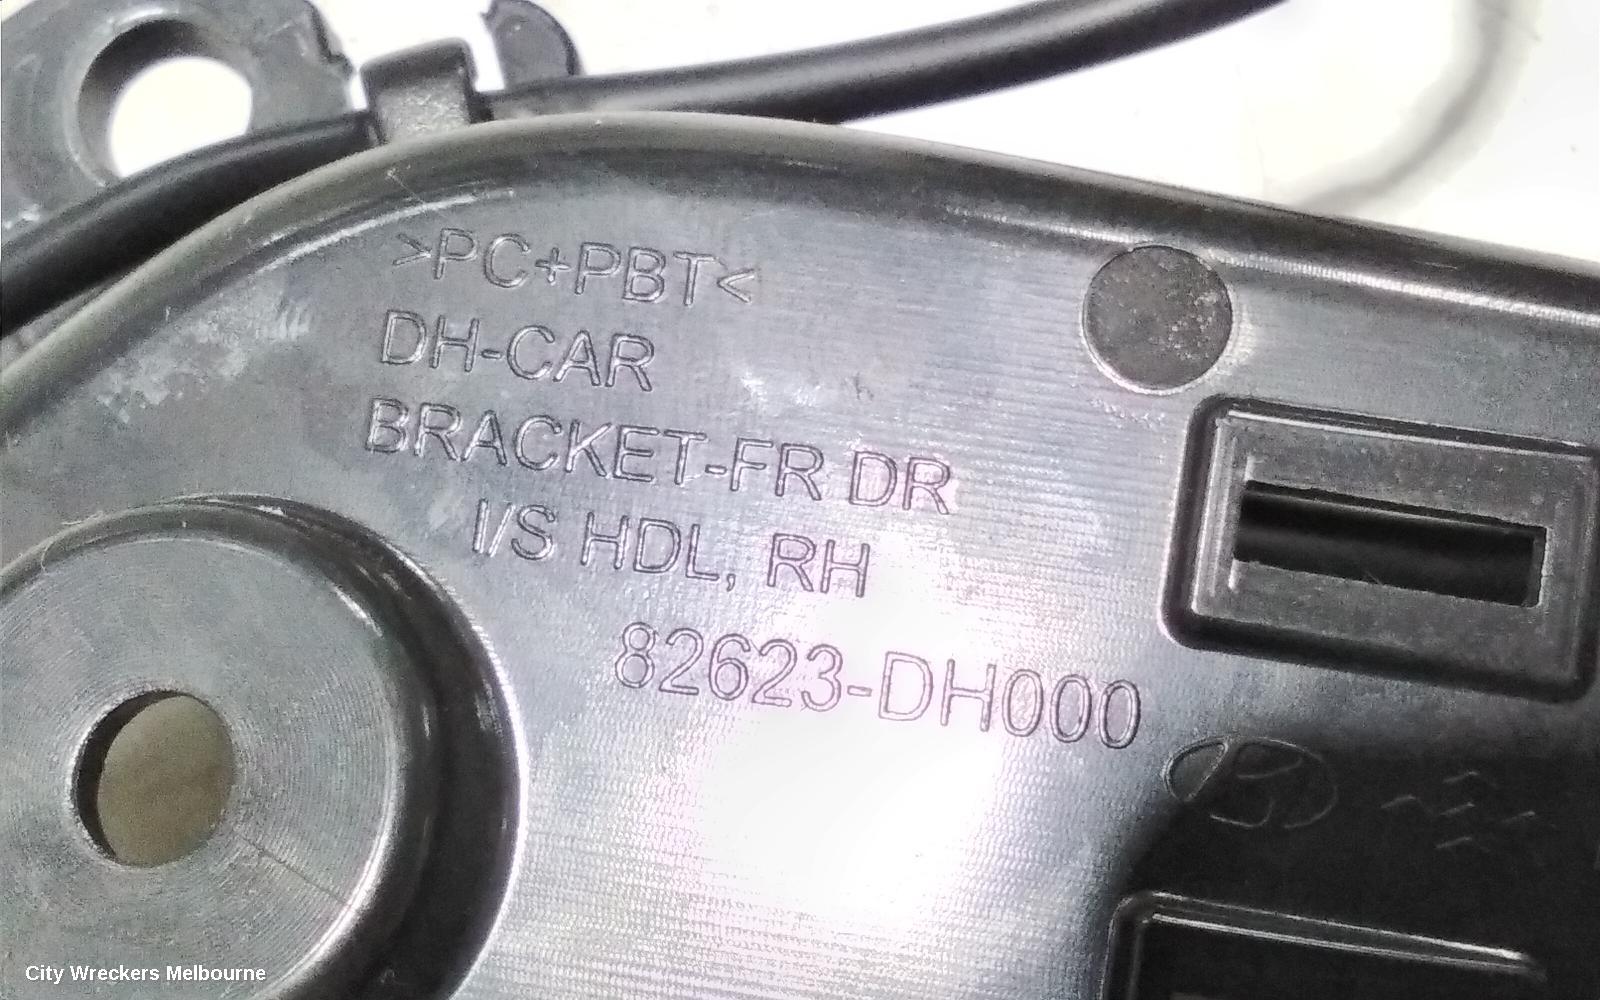 >PC+PBT<
DH-CAR
BRACKET-FR DR
I/S HDL, RH
82623-DH000
City Wreckers Melbourne